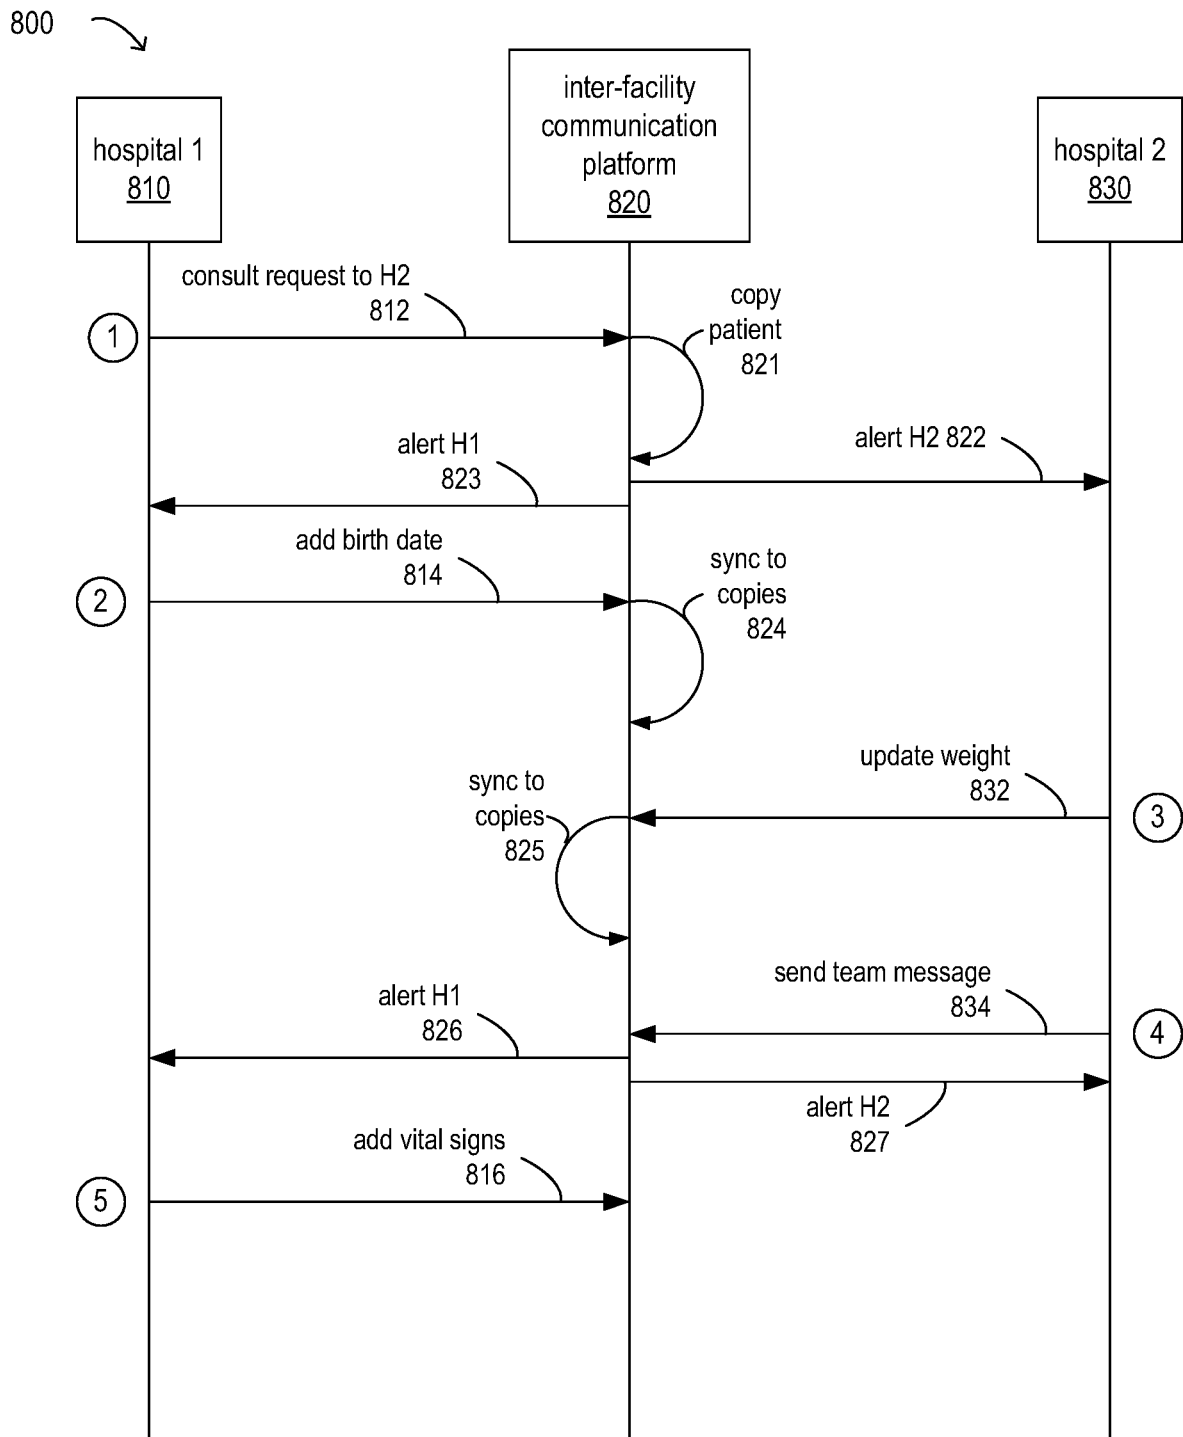 800
hospital 1
810
inter-facility
communication
platform
820
hospital 2
830
consult request to H2
812
1
copy
patient
821
alert H1
823
alert H2 822
add birth date
814
2
sync to
copies
824
update weight
832
3
sync to
copies
825
send team message
834
4
alert H1
826
alert H2
827
add vital signs
816
5